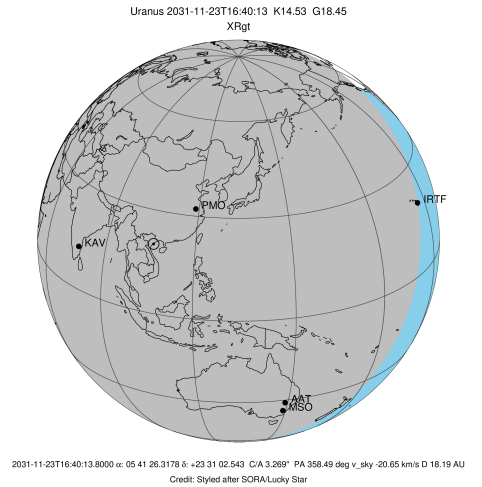 Uranus 2031-11-23T16:40:13 K14.53 G18.45
XRgt
IRTF
PMO
KAV
AAT
MSO
2031-11-23T16:40:13.8000 α: 05 41 26.3178 δ: +23 31 02.543 C/A 3.269" PA 358.49 deg v_sky -20.65 km/s D 18.19 AU
Credit: Styled after SORA/Lucky Star